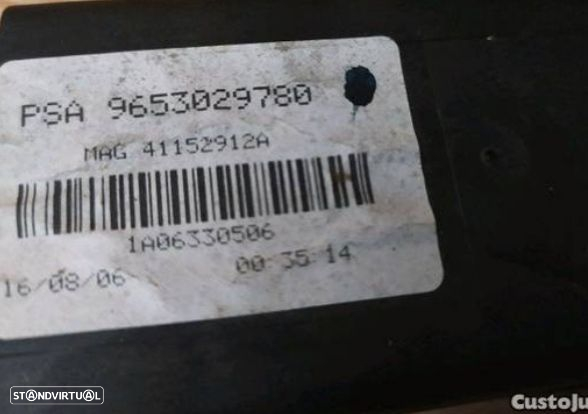 PSA 9653029780
MAG 41152912A
1A06330506
16/08/06 00 35 14
STANDVIRTUAL
CustoJu